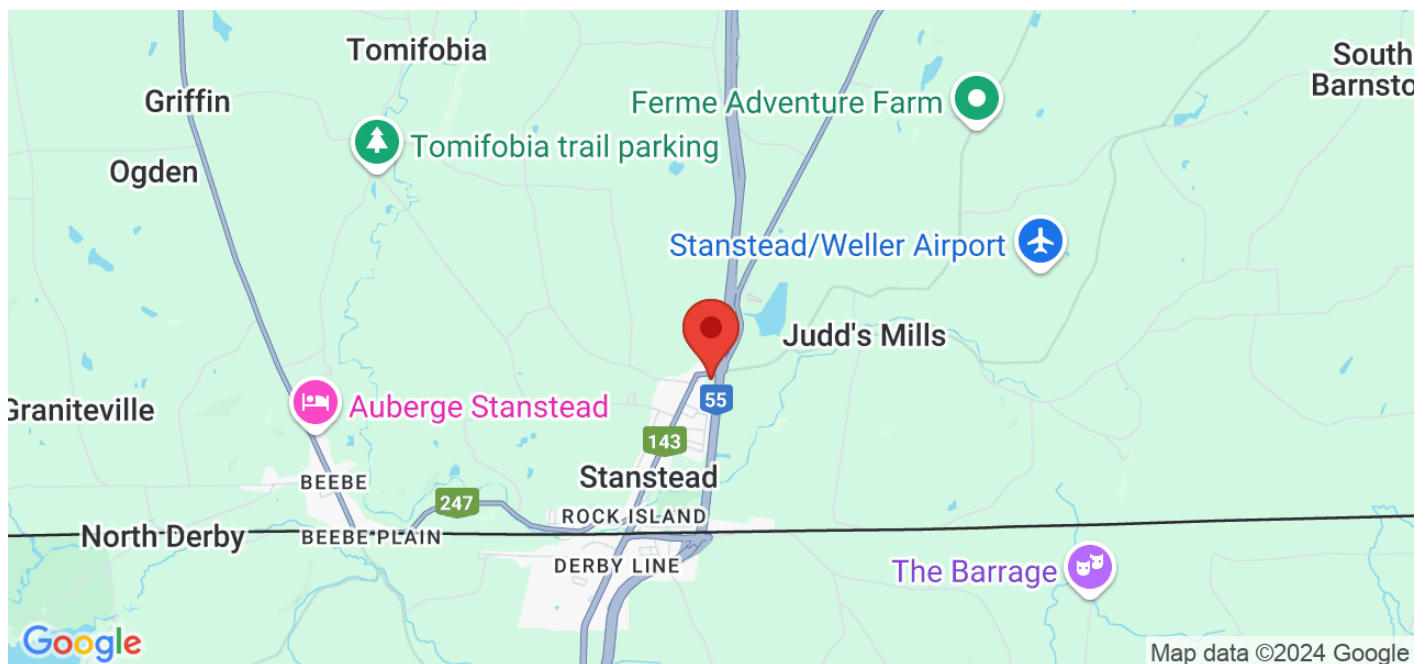 Tomifobia
South
Barnsto
Griffin
Ferme Adventure Farm
Tomifobia trail parking
Ogden
Stanstead/Weller Airport
Judd's Mills
Graniteville
Auberge Stanstead
55
143
Stanstead
BEEBE
247
ROCK ISLAND
North Derby
BEEBE PLAIN
DERBY LINE
The Barrage
Google
Map data ©2024 Google